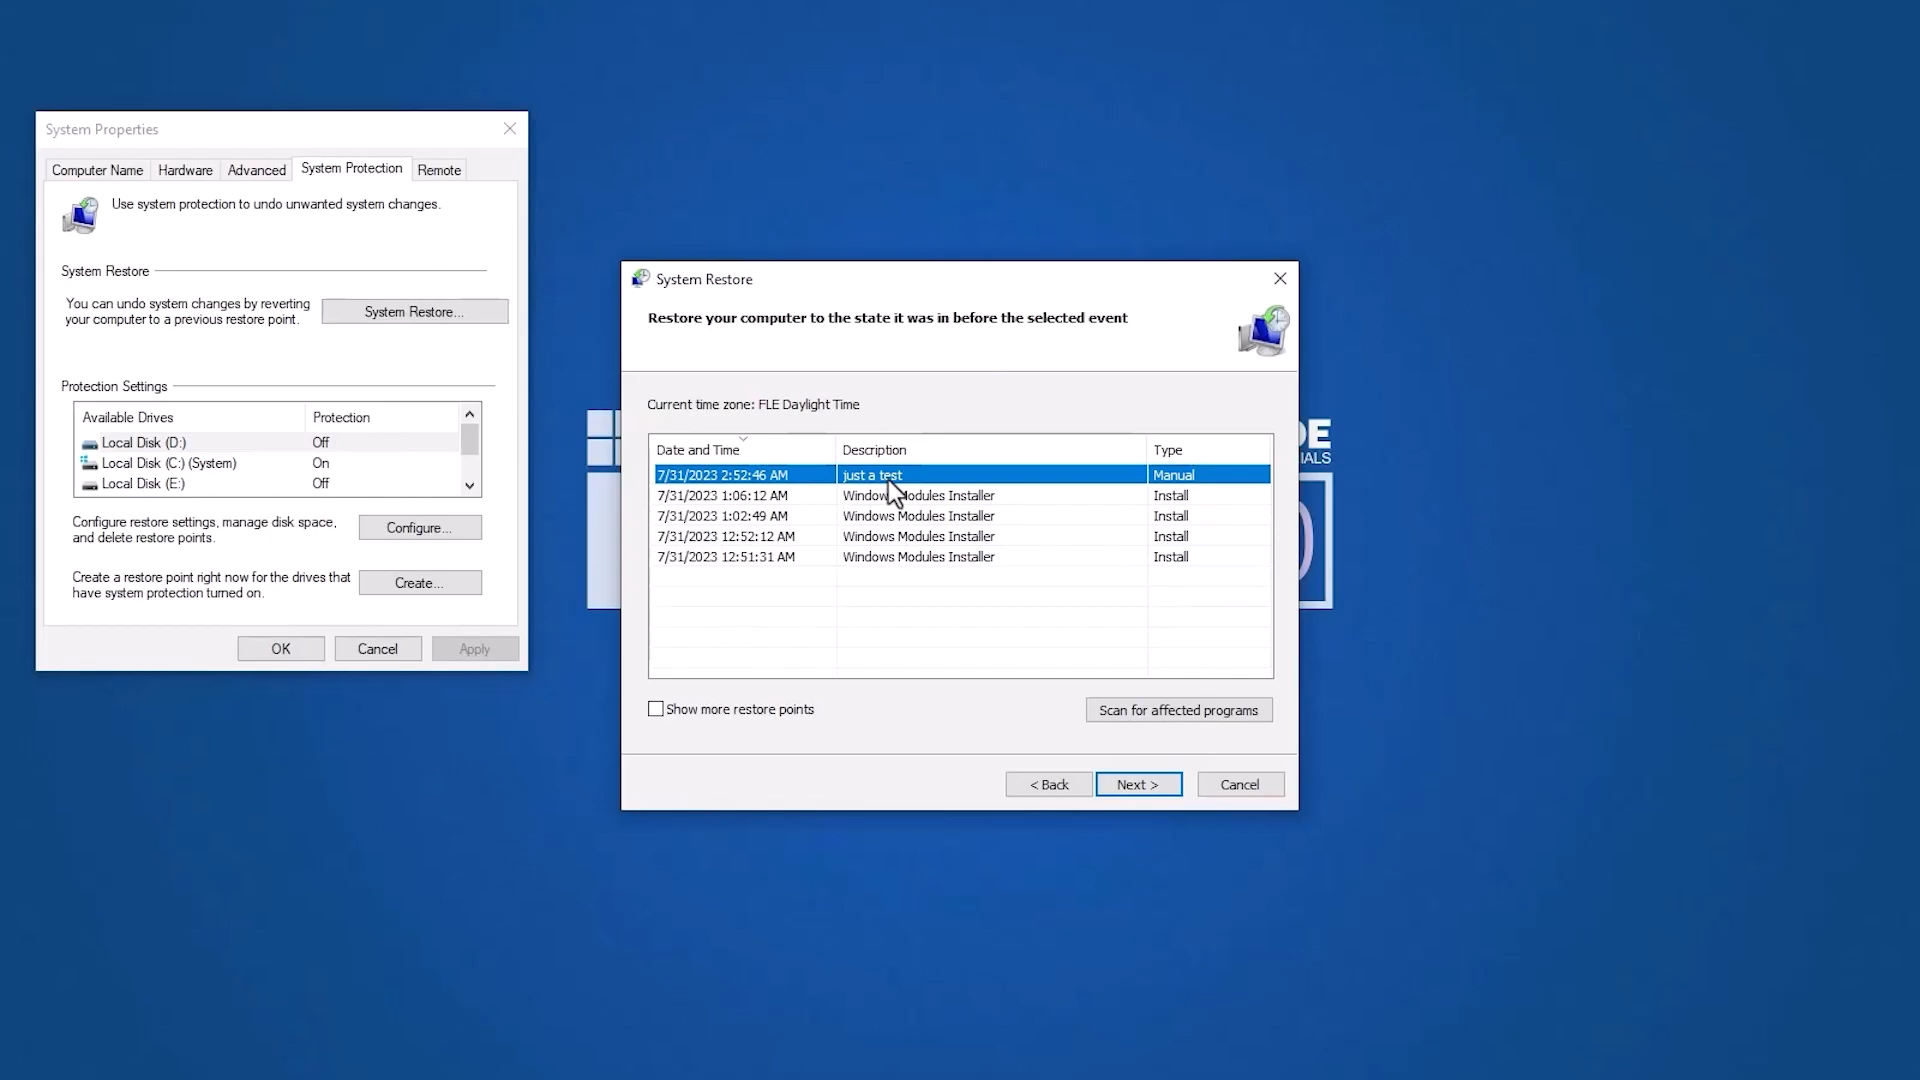 System Properties
Computer Name Hardware Advanced System Protection Remote
Use system protection to undo unwanted system changes.
System Restore
You can undo system changes by reverting
your computer to a previous restore point.
System Restore...
Protection Settings
Available Drives Protection
Local Disk (D:) Off
Local Disk (C:) (System) On
Local Disk (E:) Off
Configure restore settings, manage disk space,
and delete restore points.
Configure...
Create a restore point right now for the drives that
have system protection turned on.
Create...
OK Cancel Apply
System Restore
Restore your computer to the state it was in before the selected event
Current time zone: FLE Daylight Time
Date and Time Description Type
7/31/2023 2:52:46 AM just a test Manual
7/31/2023 1:06:12 AM Windows Modules Installer Install
7/31/2023 1:02:49 AM Windows Modules Installer Install
7/31/2023 12:52:12 AM Windows Modules Installer Install
7/31/2023 12:51:31 AM Windows Modules Installer Install
Show more restore points
Scan for affected programs
< Back Next > Cancel